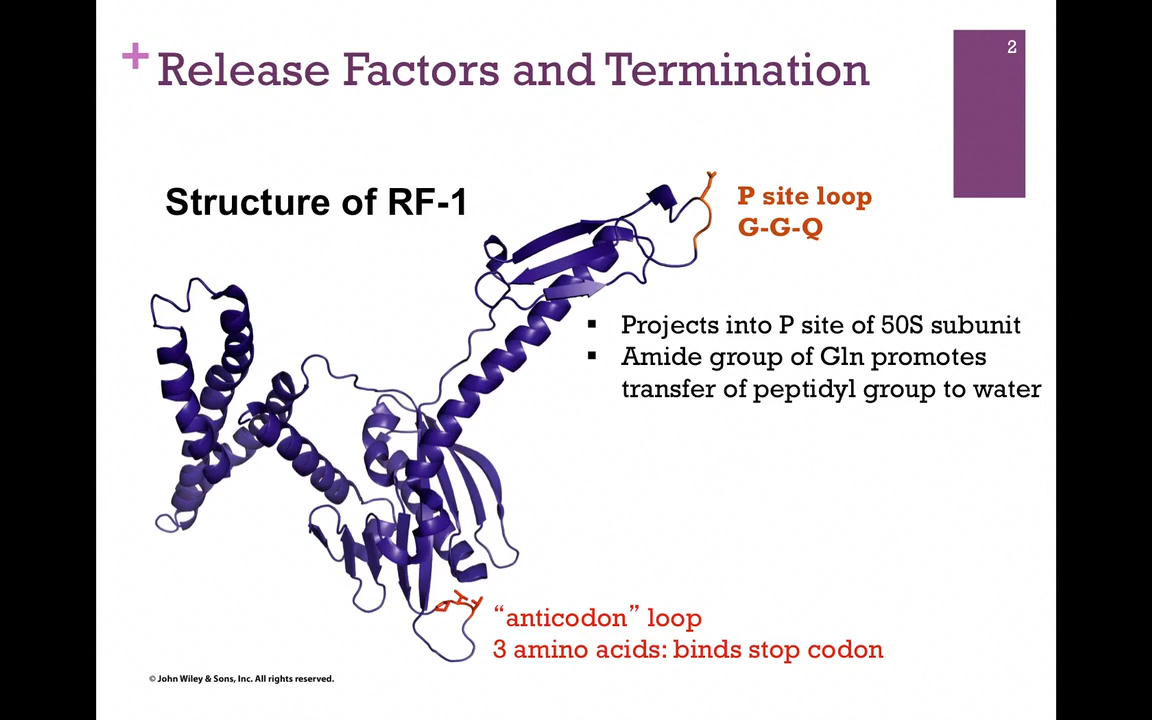 + Release Factors and Termination
2
Structure of RF-1
P site loop
G-G-Q
▪ Projects into P site of 50S subunit
▪ Amide group of Gln promotes
transfer of peptidyl group to water
“anticodon” loop
3 amino acids: binds stop codon
© John Wiley & Sons, Inc. All rights reserved.